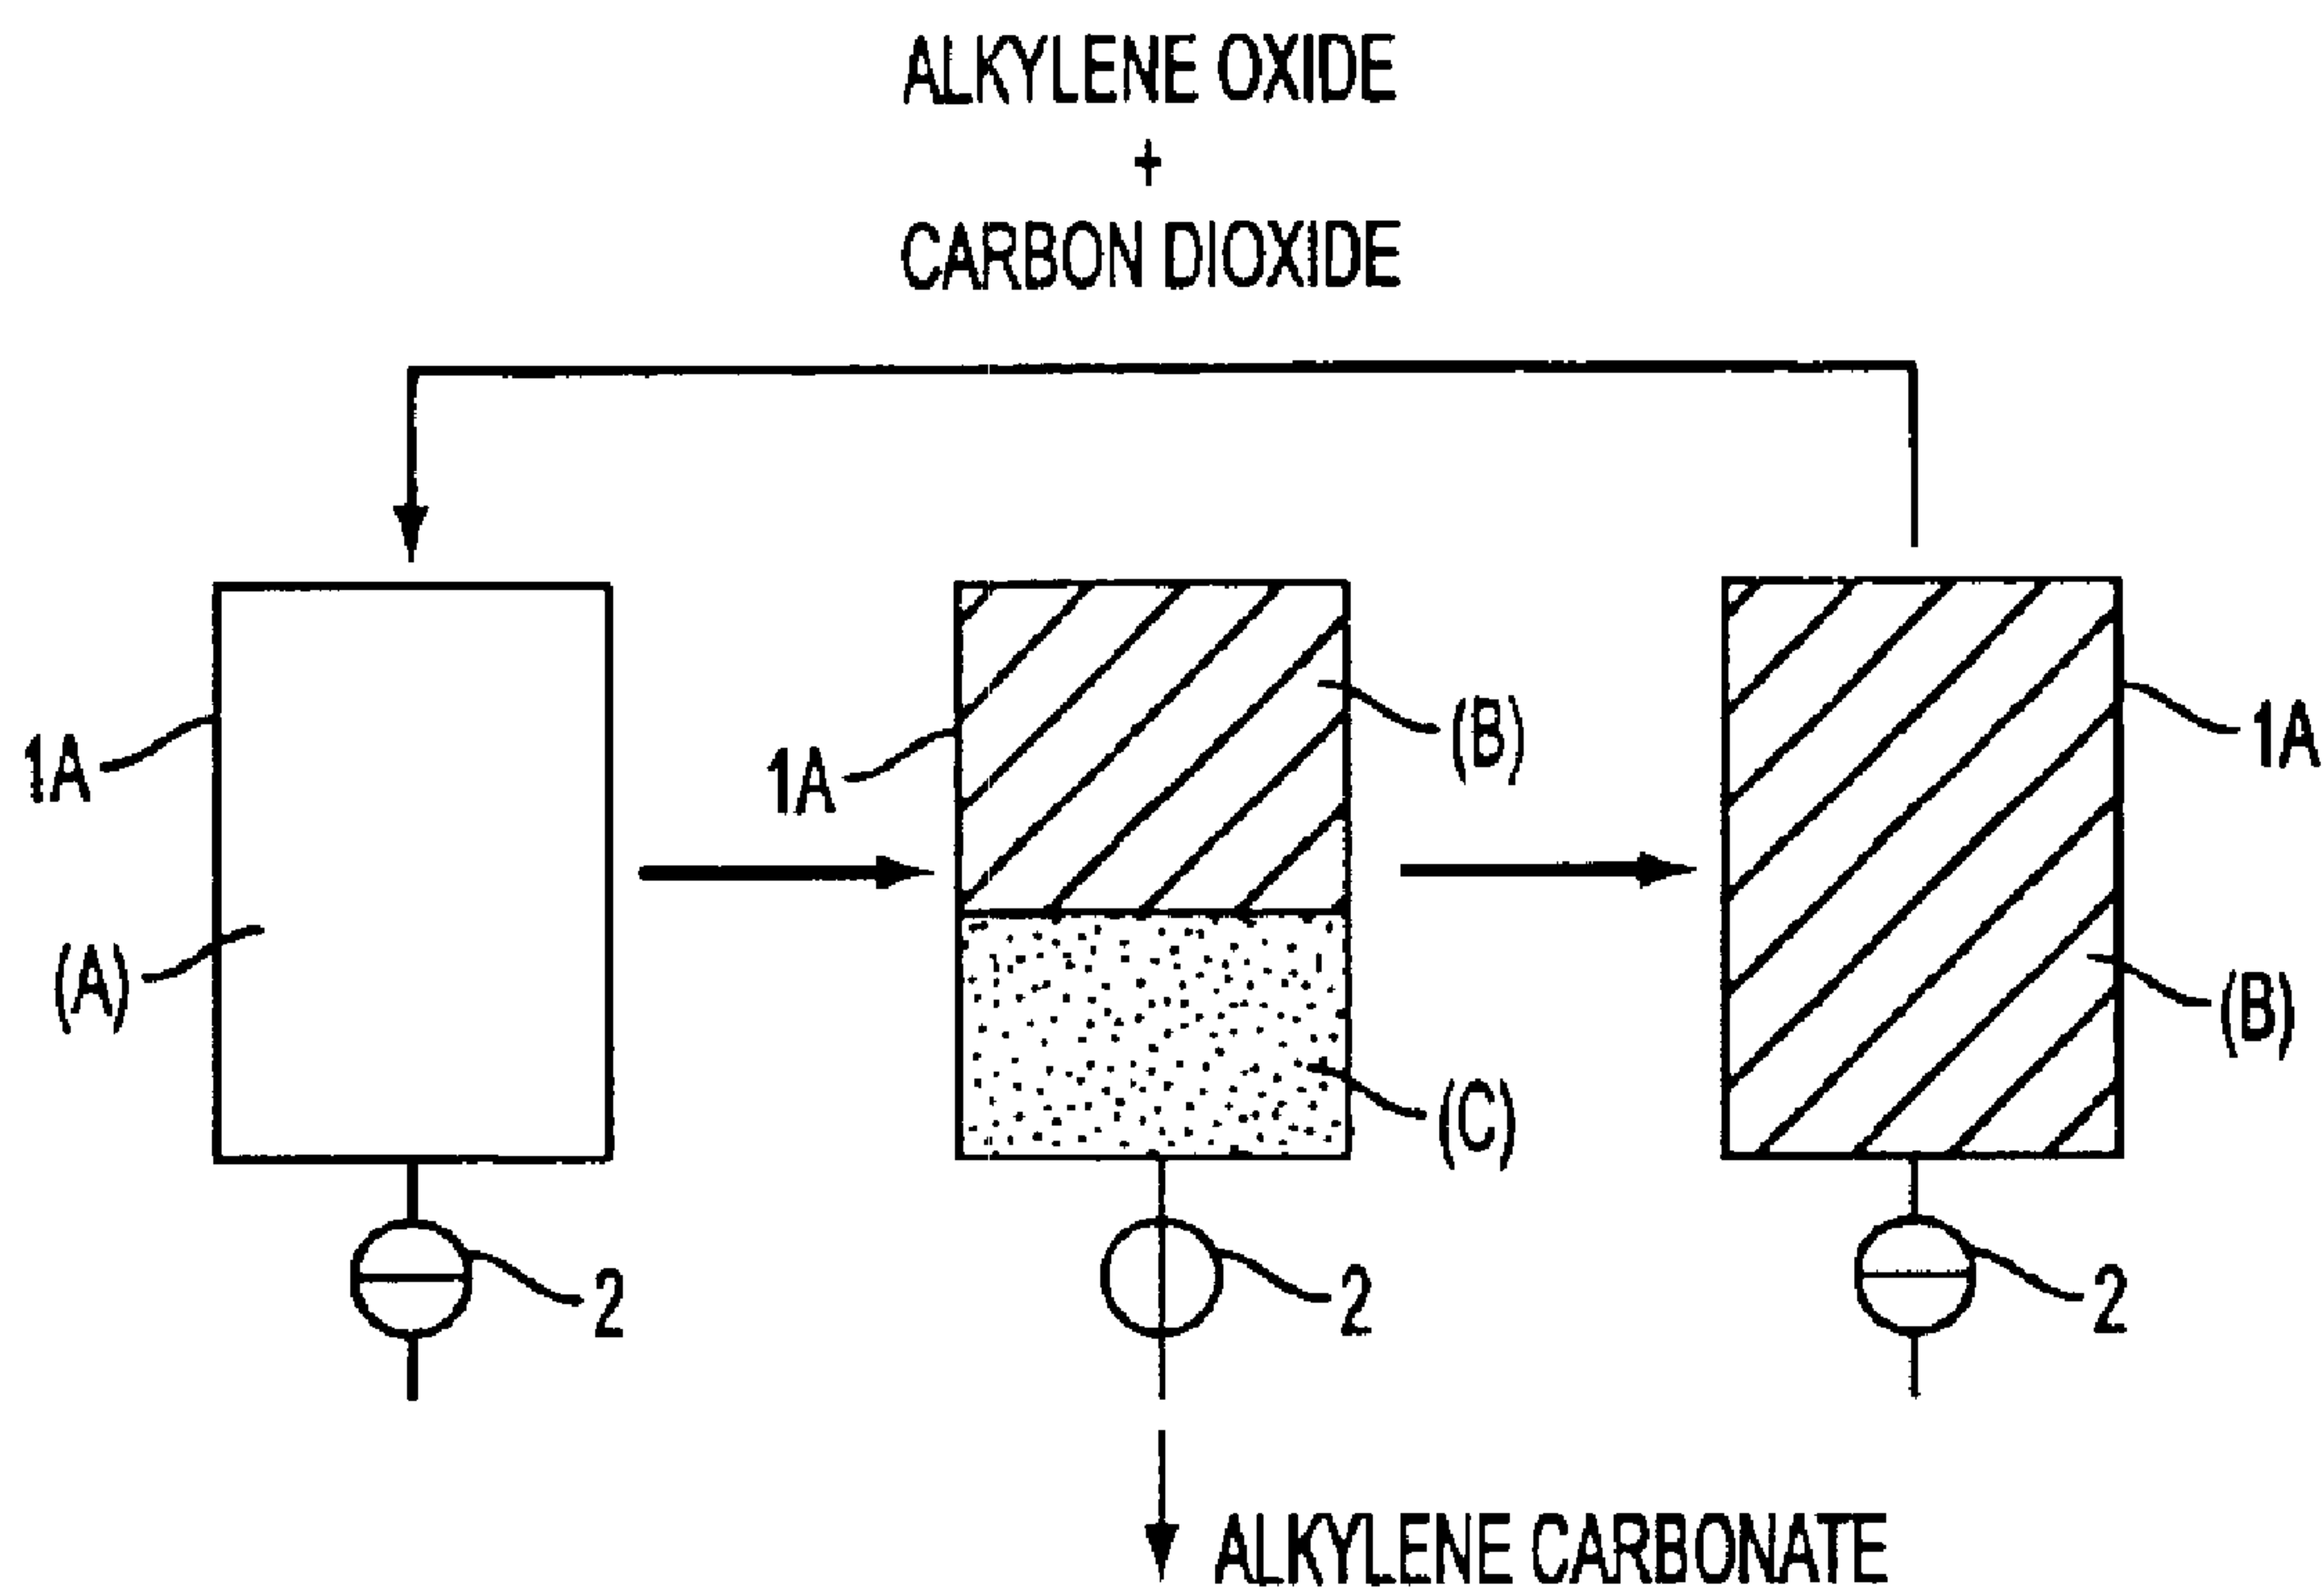 ALKYLENE OXIDE
+
CARBON DIOXIDE
1A
(A)
2
1A
(B)
(C)
2
1A
(B)
2
ALKYLENE CARBONATE